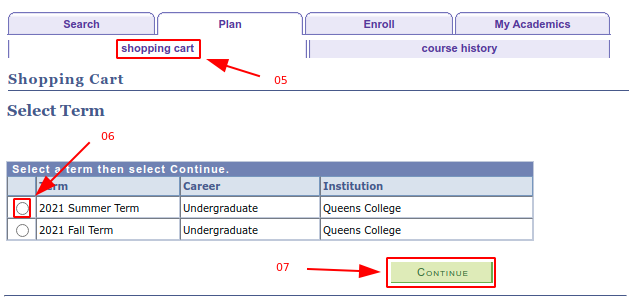 Search Plan Enroll My Academics
shopping cart course history
05
Shopping Cart
Select Term
06
Select a term then select Continue.
Term Career Institution
2021 Summer Term Undergraduate Queens College
2021 Fall Term Undergraduate Queens College
07
CONTINUE